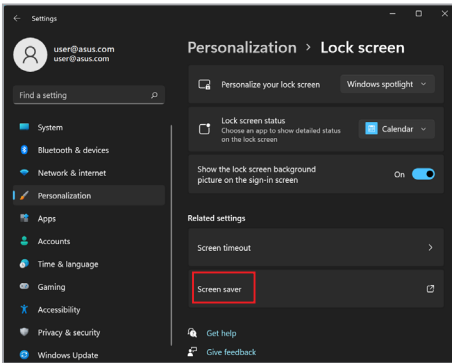 Settings
user@asus.com
user@asus.com
Find a setting
System
Bluetooth & devices
Network & internet
Personalization
Apps
Accounts
Time & language
Gaming
Accessibility
Privacy & security
Windows Update
Personalization > Lock screen
Personalize your lock screen
Windows spotlight
Lock screen status
Choose an app to show detailed status
on the lock screen
Calendar
Show the lock screen background
picture on the sign-in screen
On
Related settings
Screen timeout
Screen saver
Get help
Give feedback